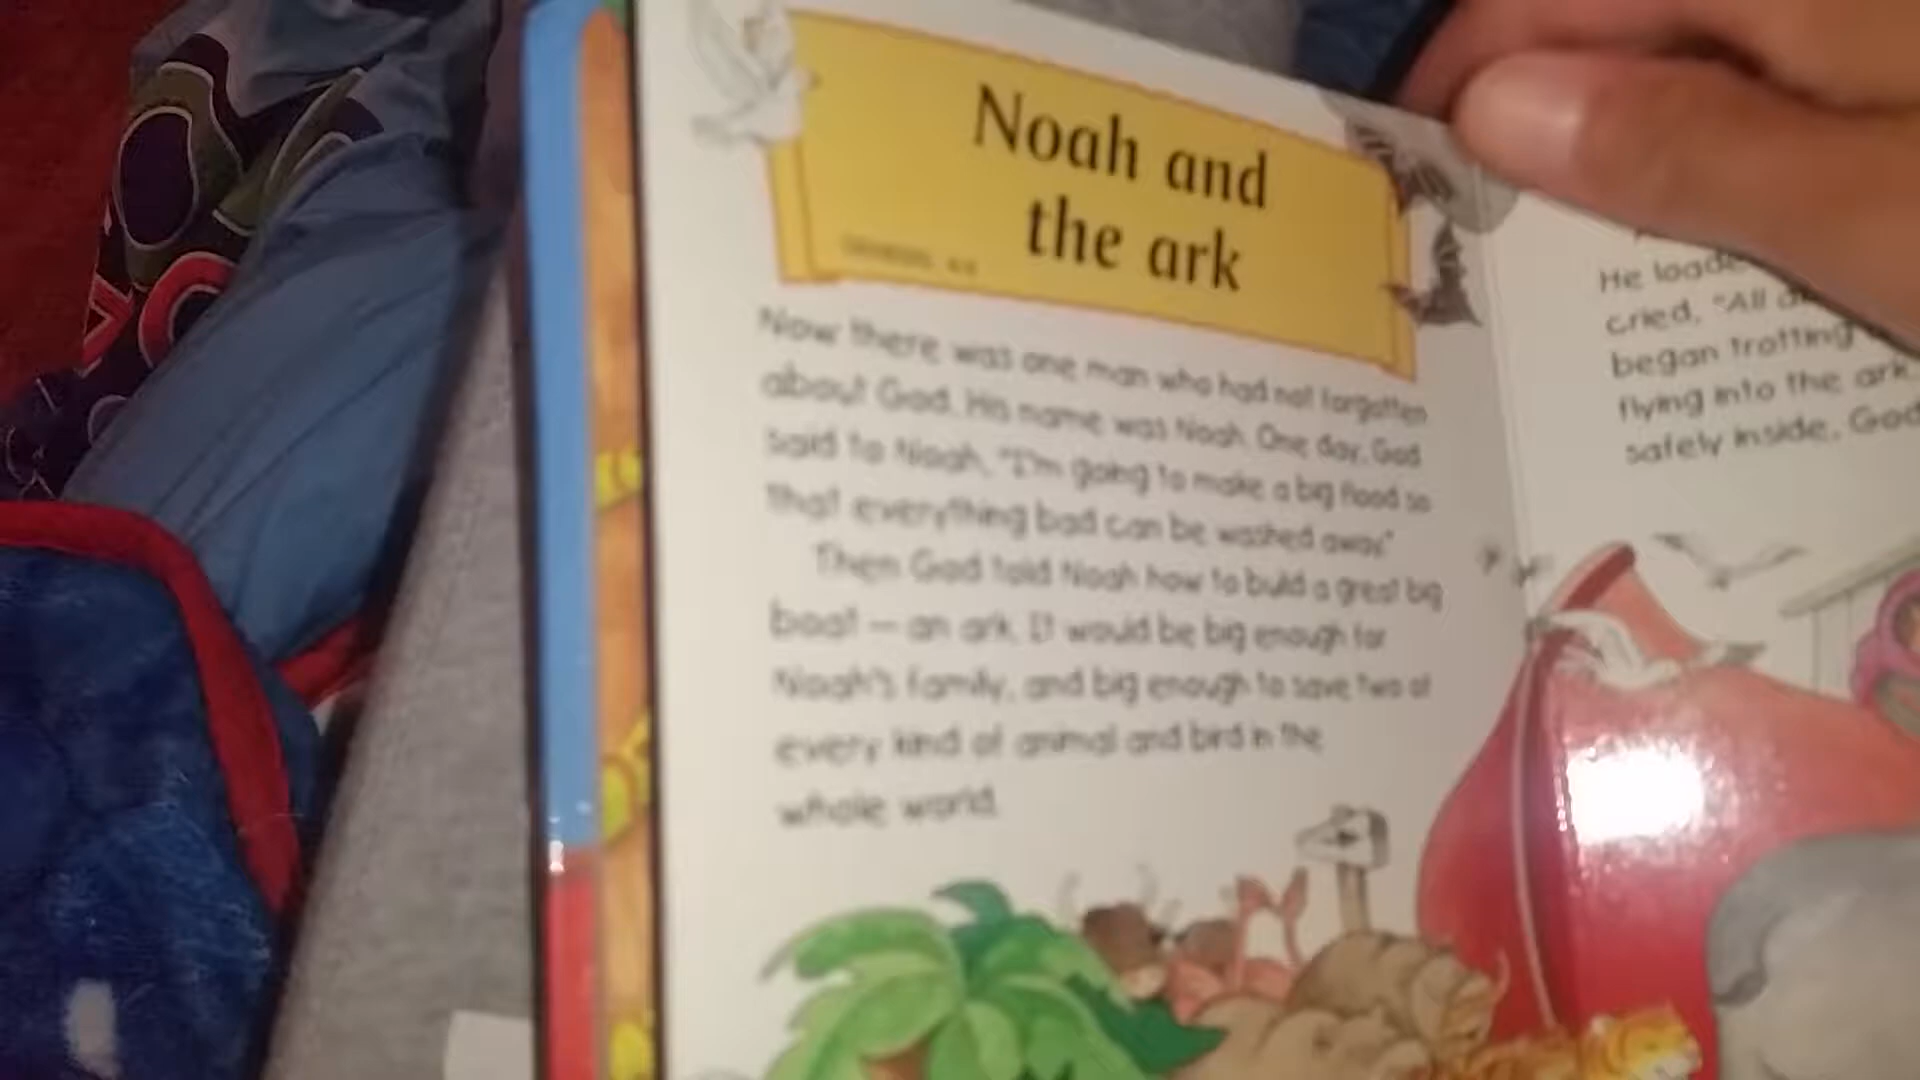 Noah and
the ark
Now there was one man who had not forgotten
about God. His name was Noah. One day, God
said to Noah, "I'm going to make a big flood so
that everything bad can be washed away."
Then God told Noah how to build a great big
boat — an ark. It would be big enough for
Noah's family, and big enough to save two of
every kind of animal and bird in the
whole world.
He
cried, "All
began trotting
flying into the ark
safely inside, God